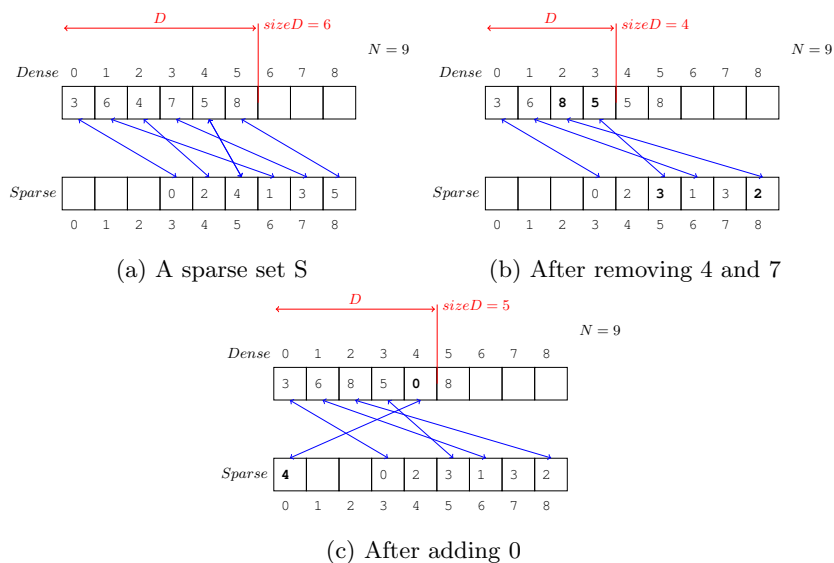 D
sizeD = 6
N = 9
Dense 0 1 2 3 4 5 6 7 8
3 6 4 7 5 8
Sparse 0 2 4 1 3 5
0 1 2 3 4 5 6 7 8
(a) A sparse set S
D
sizeD = 4
N = 9
Dense 0 1 2 3 4 5 6 7 8
3 6 8 5 5 8
Sparse 0 2 3 1 3 2
0 1 2 3 4 5 6 7 8
(b) After removing 4 and 7
D
sizeD = 5
N = 9
Dense 0 1 2 3 4 5 6 7 8
3 6 8 5 0 8
Sparse 4 0 2 3 1 3 2
0 1 2 3 4 5 6 7 8
(c) After adding 0